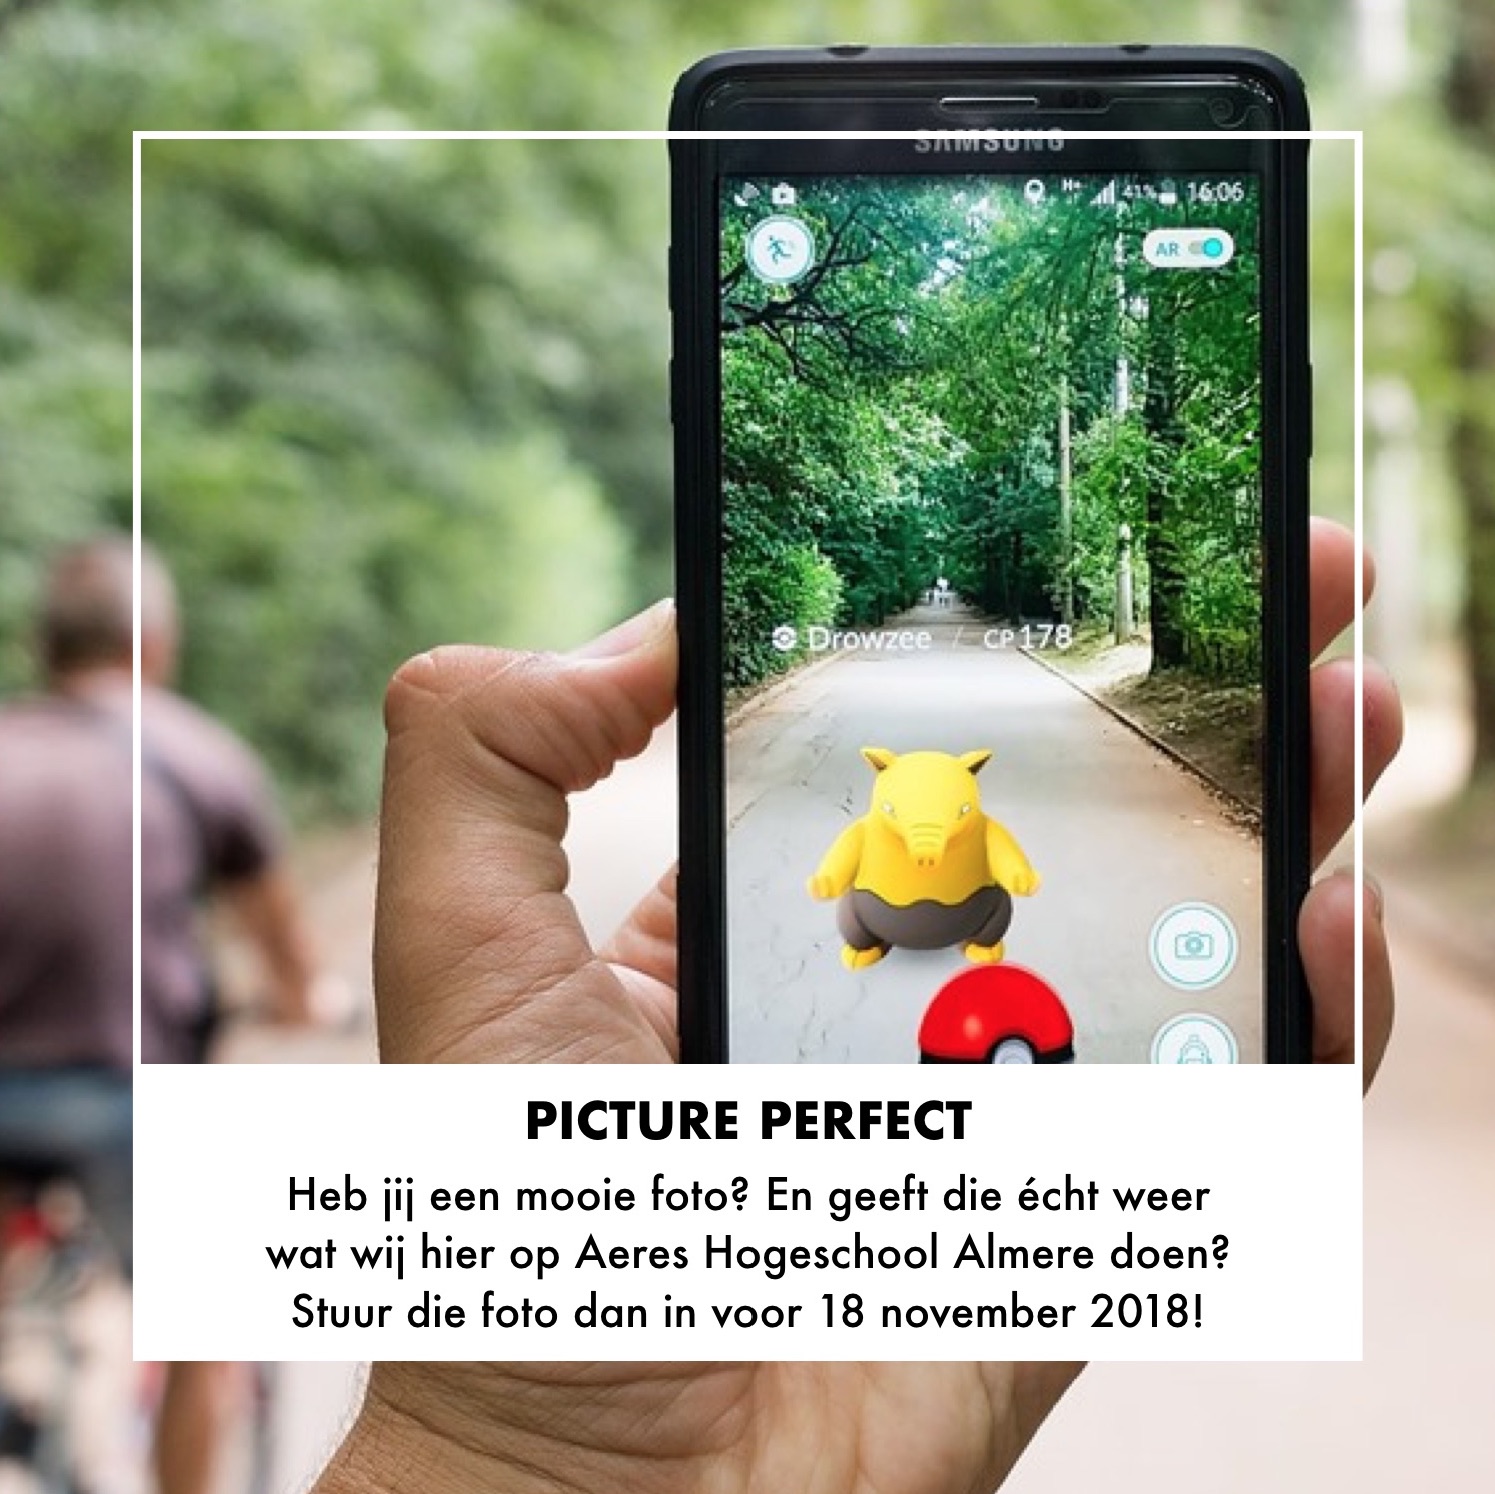 SAMSUNG
H+ 41% 16:06
AR
Drowzee / CP178
PICTURE PERFECT
Heb jij een mooie foto? En geeft die écht weer
wat wij hier op Aeres Hogeschool Almere doen?
Stuur die foto dan in voor 18 november 2018!